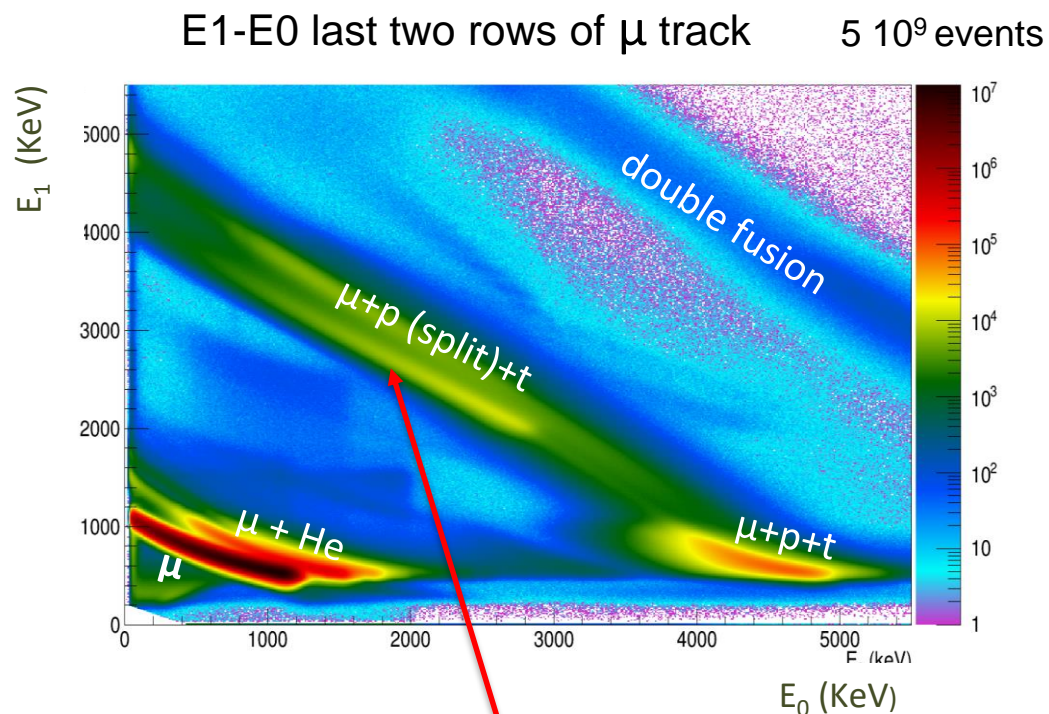 E1-E0 last two rows of μ track
5 10⁹ events
E₁ (KeV)
5000
4000
3000
2000
1000
0
double fusion
μ+p (split)+t
μ + He
μ
μ+p+t
10⁷
10⁶
10⁵
10⁴
10³
10²
10
1
0
1000
2000
3000
4000
5000
(keV)
E₀ (KeV)